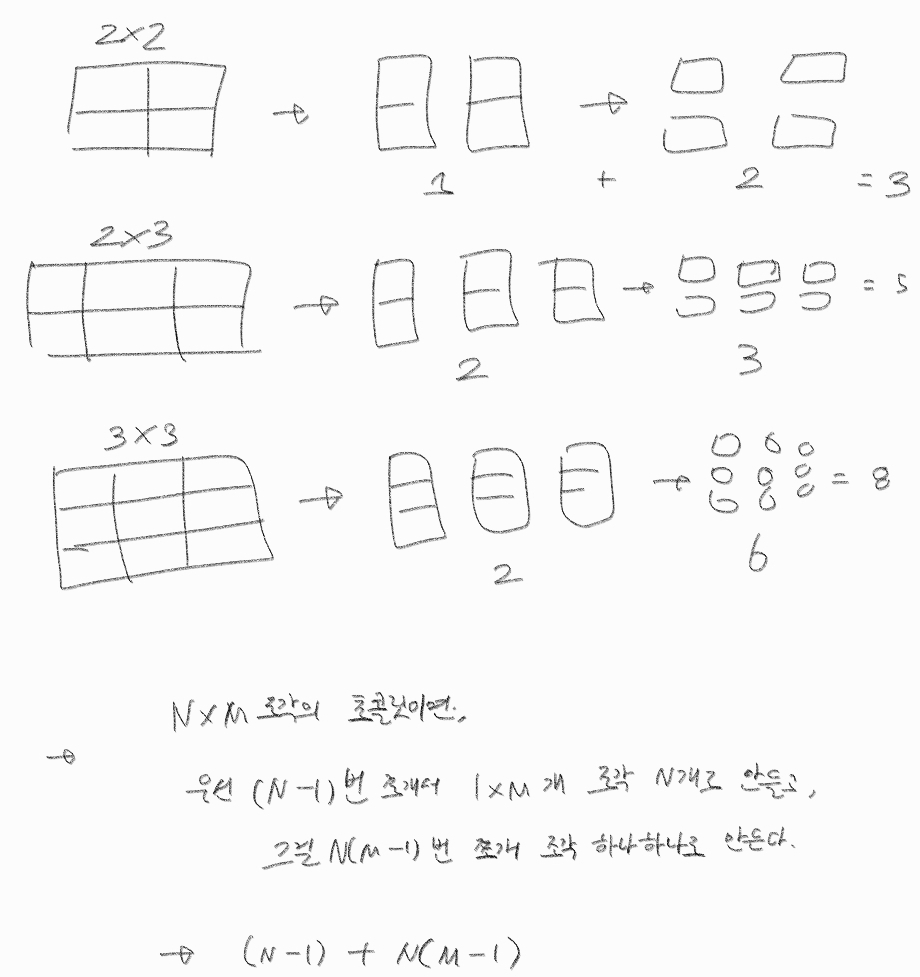 2×2
→ →
1 + 2 = 3
2×3
→ → = 5
2 3
3×3
→ → = 8
2 6
N×M 조각의 초콜릿이면,
→
우선 (N-1)번 쪼개서 1×M개 조각 N개로 만들고,
그걸 N(M-1)번 쪼개 조각 하나하나로 만든다.
→ (N-1) + N(M-1)